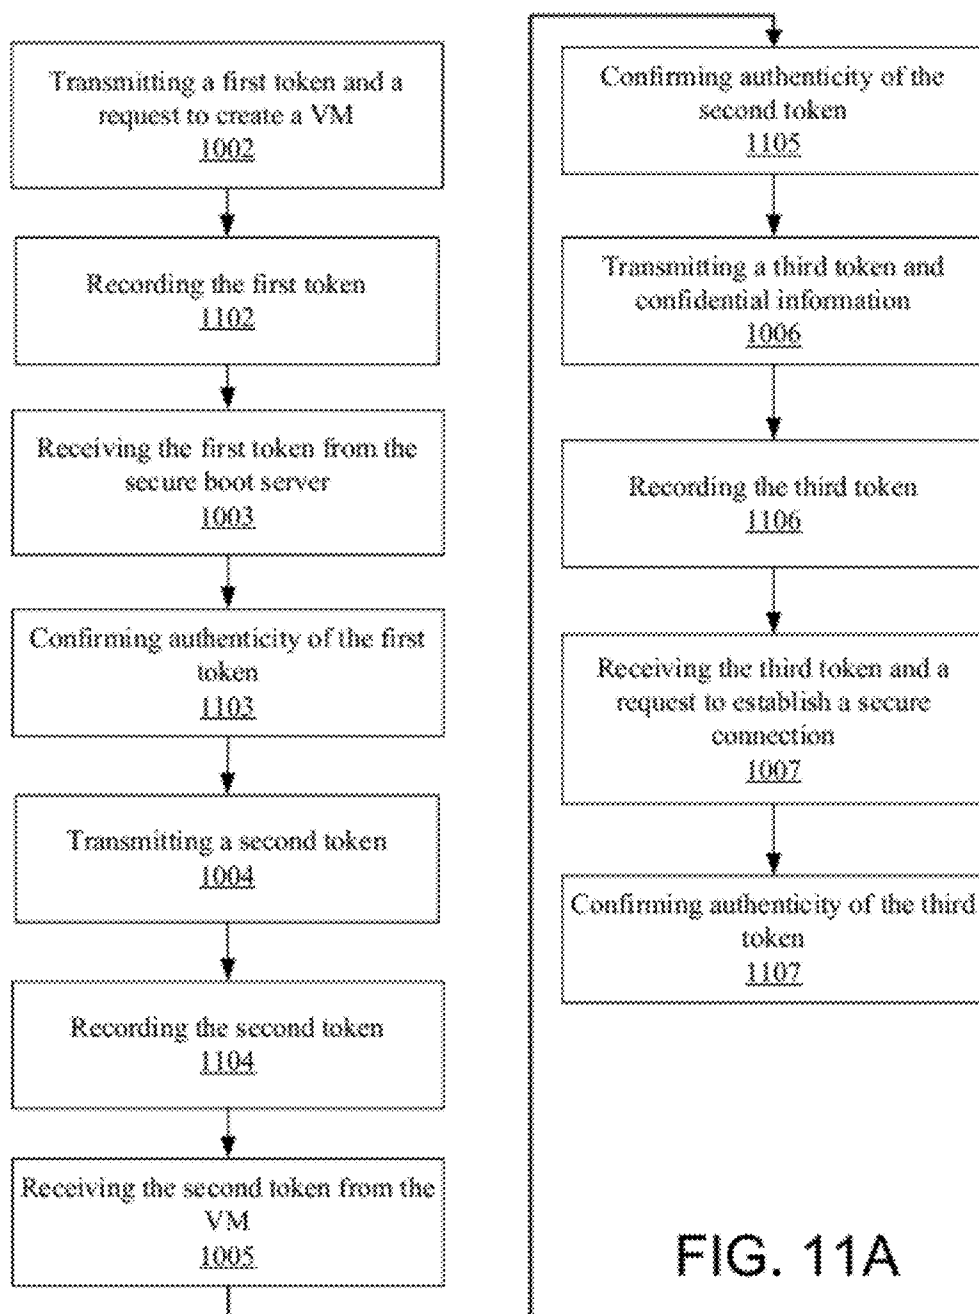 Transmitting a first token and a
request to create a VM
1002
Recording the first token
1102
Receiving the first token from the
secure boot server
1003
Confirming authenticity of the first
token
1103
Transmitting a second token
1004
Recording the second token
1104
Receiving the second token from the
VM
1005
Confirming authenticity of the
second token
1105
Transmitting a third token and
confidential information
1006
Recording the third token
1106
Receiving the third token and a
request to establish a secure
connection
1007
Confirming authenticity of the third
token
1107
FIG. 11A